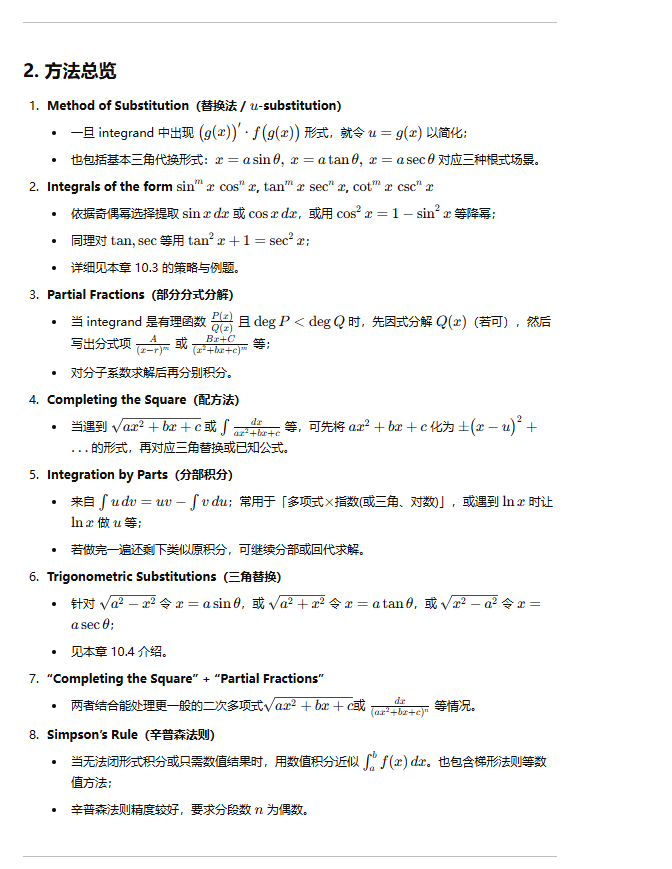 2. 方法总览
1. Method of Substitution（替换法 / u-substitution）
• 一旦 integrand 中出现 (g(x))′ · f(g(x)) 形式，就令 u = g(x) 以简化；
• 也包括基本三角代换形式：x = a sin θ, x = a tan θ, x = a sec θ 对应三种根式场景。
2. Integrals of the form sin^m x cos^n x, tan^m x sec^n x, cot^m x csc^n x
• 依据奇偶幂选择提取 sin x dx 或 cos x dx，或用 cos² x = 1 − sin² x 等降幂；
• 同理对 tan, sec 等用 tan² x + 1 = sec² x；
• 详细见本章 10.3 的策略与例题。
3. Partial Fractions（部分分式分解）
• 当 integrand 是有理函数 P(x)/Q(x) 且 deg P < deg Q 时，先因式分解 Q(x)（若可），然后
写出分式项 A/(x−r)^m 或 Bx+C/(x²+bx+c)^m 等；
• 对分子系数求解后再分别积分。
4. Completing the Square（配方法）
• 当遇到 √(ax² + bx + c) 或 ∫ dx/(ax²+bx+c) 等，可先将 ax² + bx + c 化为 ±(x − u)² +
... 的形式，再对应三角替换或已知公式。
5. Integration by Parts（分部积分）
• 来自 ∫ u dv = uv − ∫ v du；常用于「多项式×指数(或三角、对数)」，或遇到 ln x 时让
ln x 做 u 等；
• 若做完一遍还剩下类似原积分，可继续分部或回代求解。
6. Trigonometric Substitutions（三角替换）
• 针对 √(a² − x²) 令 x = a sin θ，或 √(a² + x²) 令 x = a tan θ，或 √(x² − a²) 令 x =
a sec θ；
• 见本章 10.4 介绍。
7. “Completing the Square” + “Partial Fractions”
• 两者结合能处理更一般的二次多项式√(ax² + bx + c)或 dx/(ax²+bx+c)^n 等情况。
8. Simpson’s Rule（辛普森法则）
• 当无法闭形式积分或只需数值结果时，用数值积分近似 ∫_a^b f(x) dx。也包含梯形法则等数
值方法；
• 辛普森法则精度较好，要求分段数 n 为偶数。